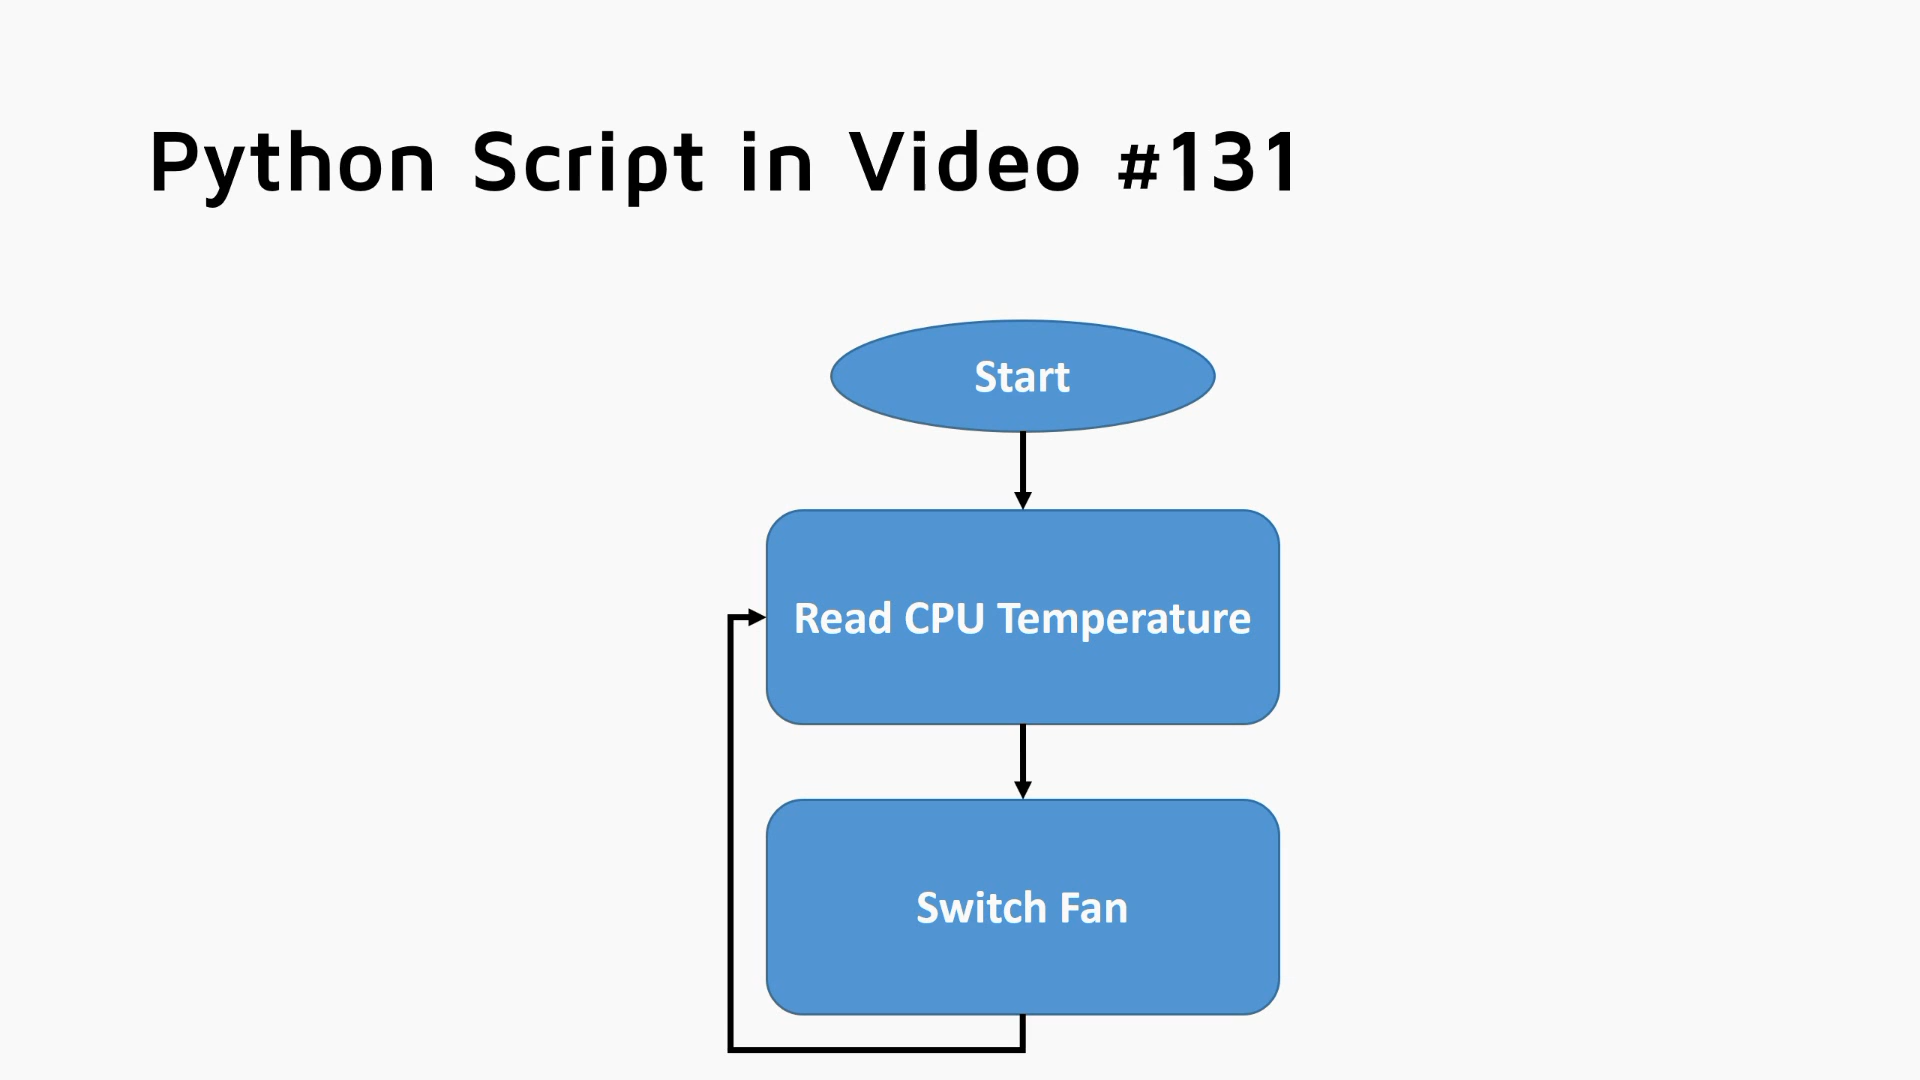 Python Script in Video #131
Start
Read CPU Temperature
Switch Fan